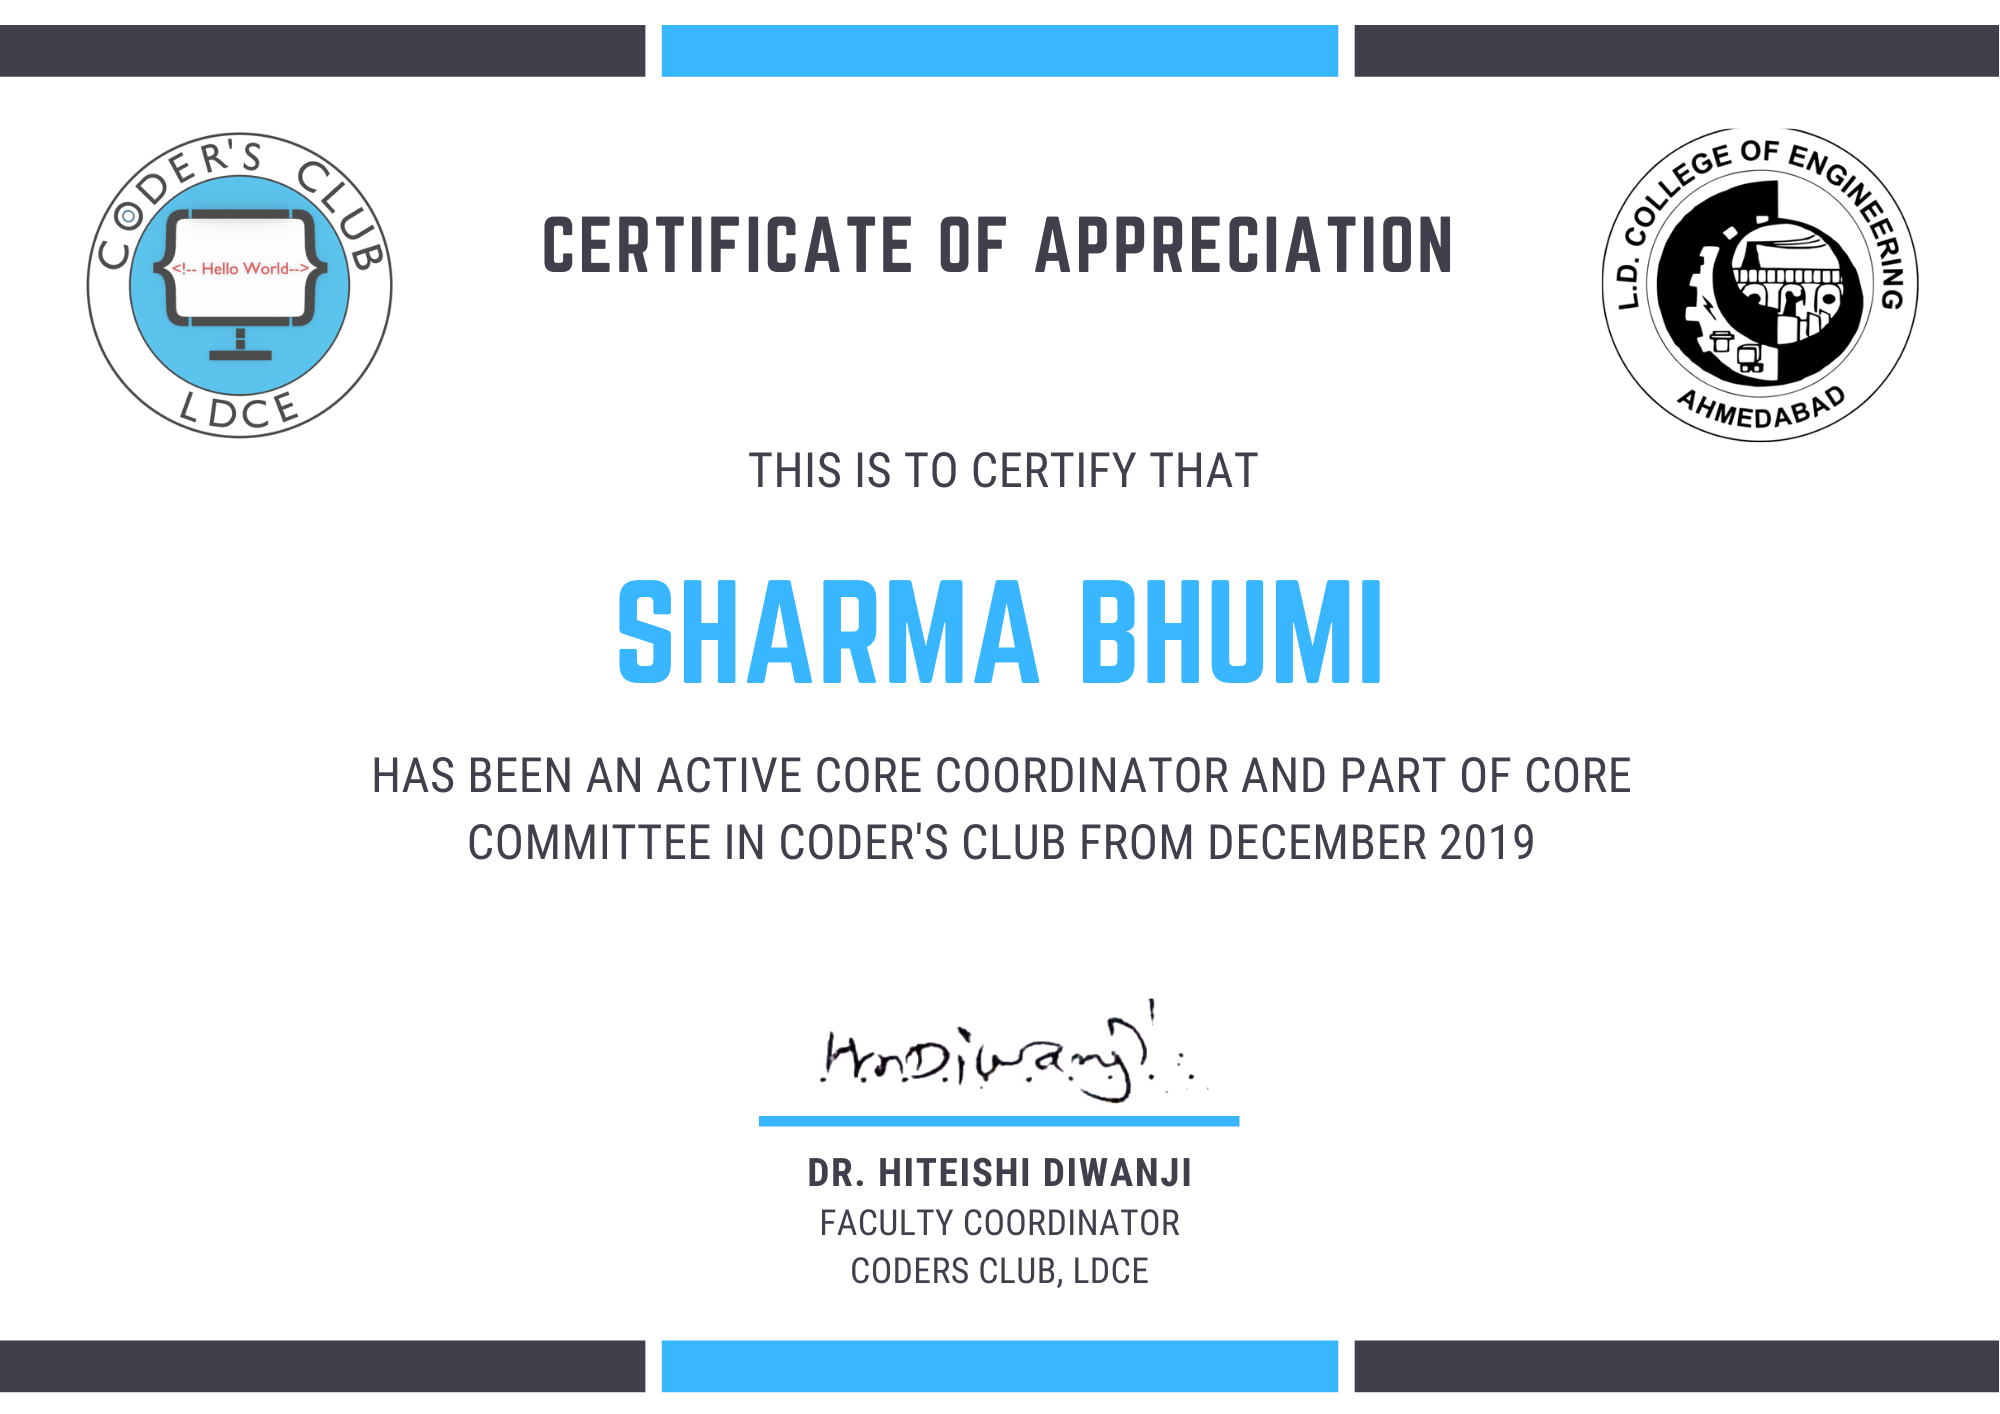 CODER'S CLUB
<!-- Hello World-->
LDCE
CERTIFICATE OF APPRECIATION
L.D. COLLEGE OF ENGINEERING
AHMEDABAD
THIS IS TO CERTIFY THAT
SHARMA BHUMI
HAS BEEN AN ACTIVE CORE COORDINATOR AND PART OF CORE
COMMITTEE IN CODER'S CLUB FROM DECEMBER 2019
H.n.Diwanji
DR. HITEISHI DIWANJI
FACULTY COORDINATOR
CODERS CLUB, LDCE